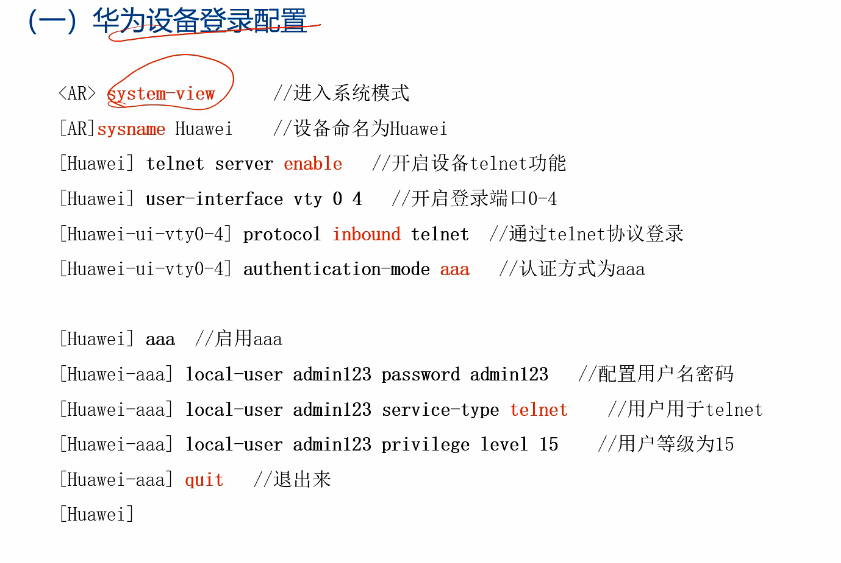 (一) 华为设备登录配置
<AR> system-view //进入系统模式
[AR]sysname Huawei //设备命名为Huawei
[Huawei] telnet server enable //开启设备telnet功能
[Huawei] user-interface vty 0 4 //开启登录端口0-4
[Huawei-ui-vty0-4] protocol inbound telnet //通过telnet协议登录
[Huawei-ui-vty0-4] authentication-mode aaa //认证方式为aaa
[Huawei] aaa //启用aaa
[Huawei-aaa] local-user admin123 password admin123 //配置用户名密码
[Huawei-aaa] local-user admin123 service-type telnet //用户用于telnet
[Huawei-aaa] local-user admin123 privilege level 15 //用户等级为15
[Huawei-aaa] quit //退出来
[Huawei]